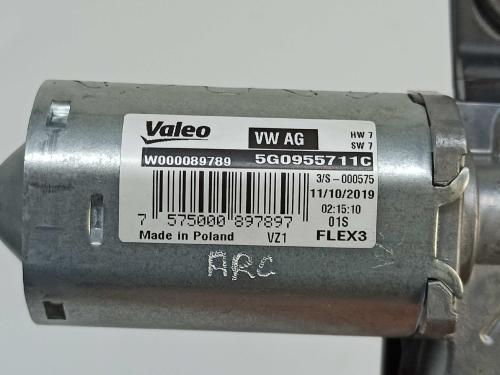 Valeo VW AG HW 7
SW 7
W000089789 5G0955711C
3/S-000575
11/10/2019
02:15:10
7 575000 897897 01S
Made in Poland VZ1 FLEX3
ARC